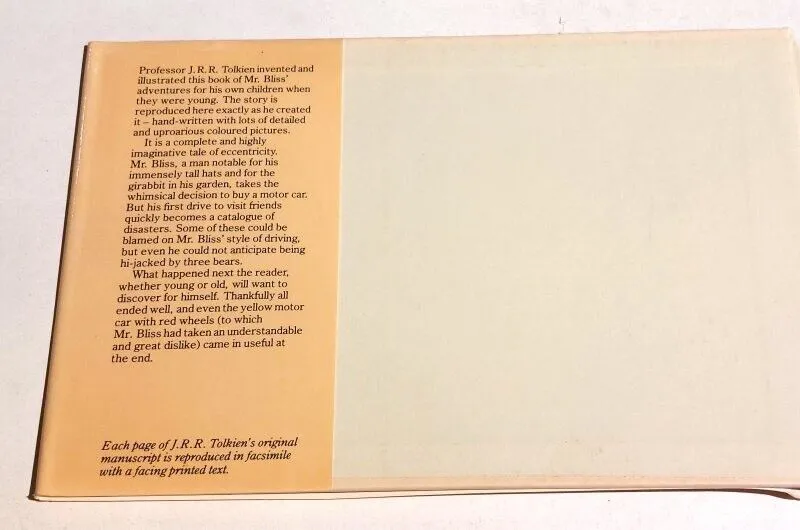 Professor J.R.R. Tolkien invented and
illustrated this book of Mr. Bliss'
adventures for his own children when
they were young. The story is
reproduced here exactly as he created
it – hand-written with lots of detailed
and uproarious coloured pictures.
It is a complete and highly
imaginative tale of eccentricity.
Mr. Bliss, a man notable for his
immensely tall hats and for the
girabbit in his garden, takes the
whimsical decision to buy a motor car.
But his first drive to visit friends
quickly becomes a catalogue of
disasters. Some of these could be
blamed on Mr. Bliss' style of driving,
but even he could not anticipate being
hi-jacked by three bears.
What happened next the reader,
whether young or old, will want to
discover for himself. Thankfully all
ended well, and even the yellow motor
car with red wheels (to which
Mr. Bliss had taken an understandable
and great dislike) came in useful at
the end.
Each page of J.R.R. Tolkien's original
manuscript is reproduced in facsimile
with a facing printed text.